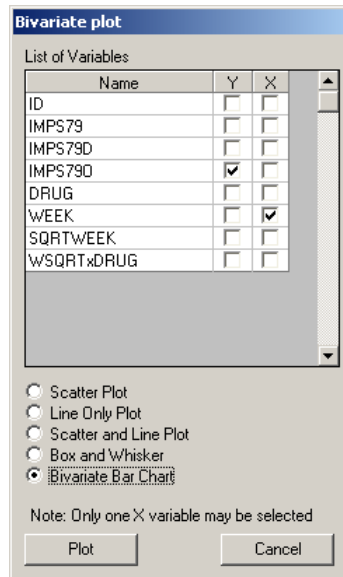 Bivariate plot
List of Variables
Name Y X
ID
IMPS79
IMPS79D
IMPS79O
DRUG
WEEK
SQRTWEEK
WSQRTxDRUG
Scatter Plot
Line Only Plot
Scatter and Line Plot
Box and Whisker
Bivariate Bar Chart
Note: Only one X variable may be selected
Plot Cancel